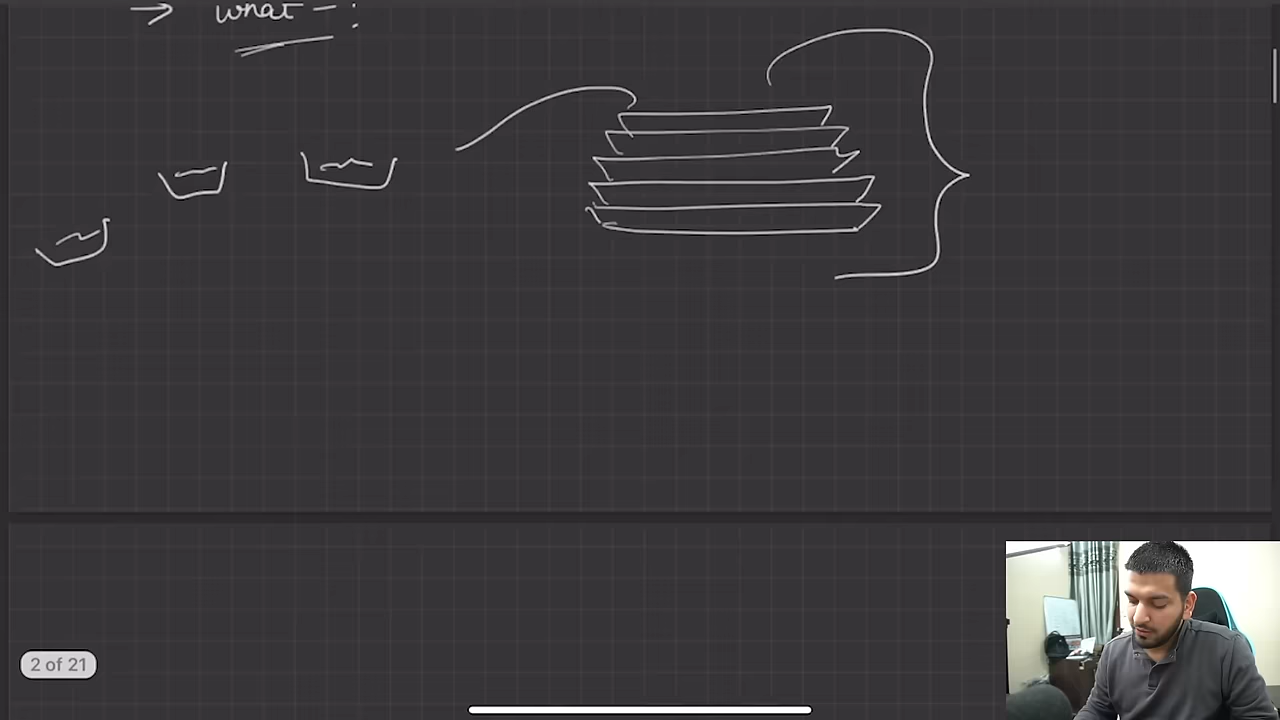 → what - :
2 of 21